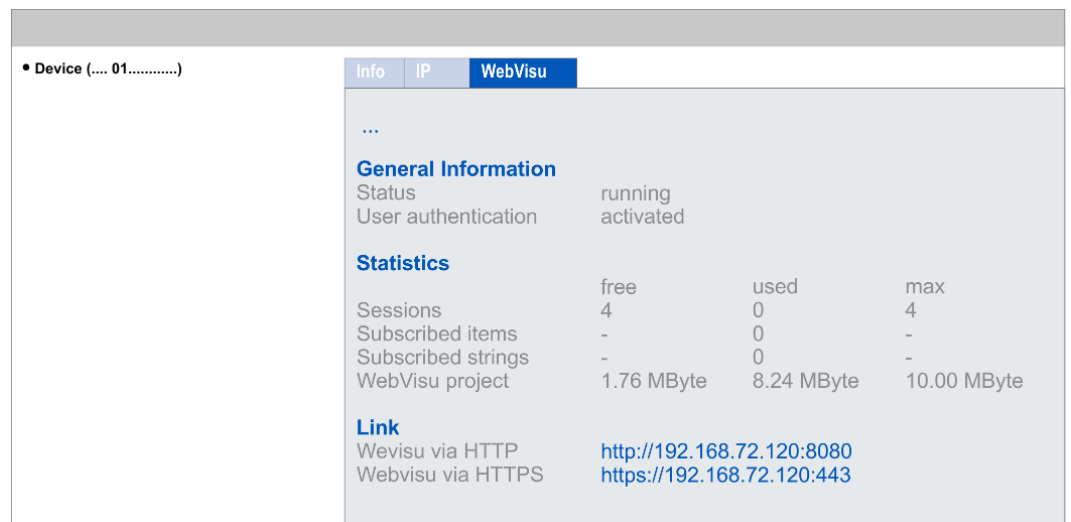 • Device (.... 01............)
Info IP WebVisu
...
General Information
Status running
User authentication activated
Statistics
free used max
Sessions 4 0 4
Subscribed items - 0 -
Subscribed strings - 0 -
WebVisu project 1.76 MByte 8.24 MByte 10.00 MByte
Link
Wevisu via HTTP http://192.168.72.120:8080
Webvisu via HTTPS https://192.168.72.120:443